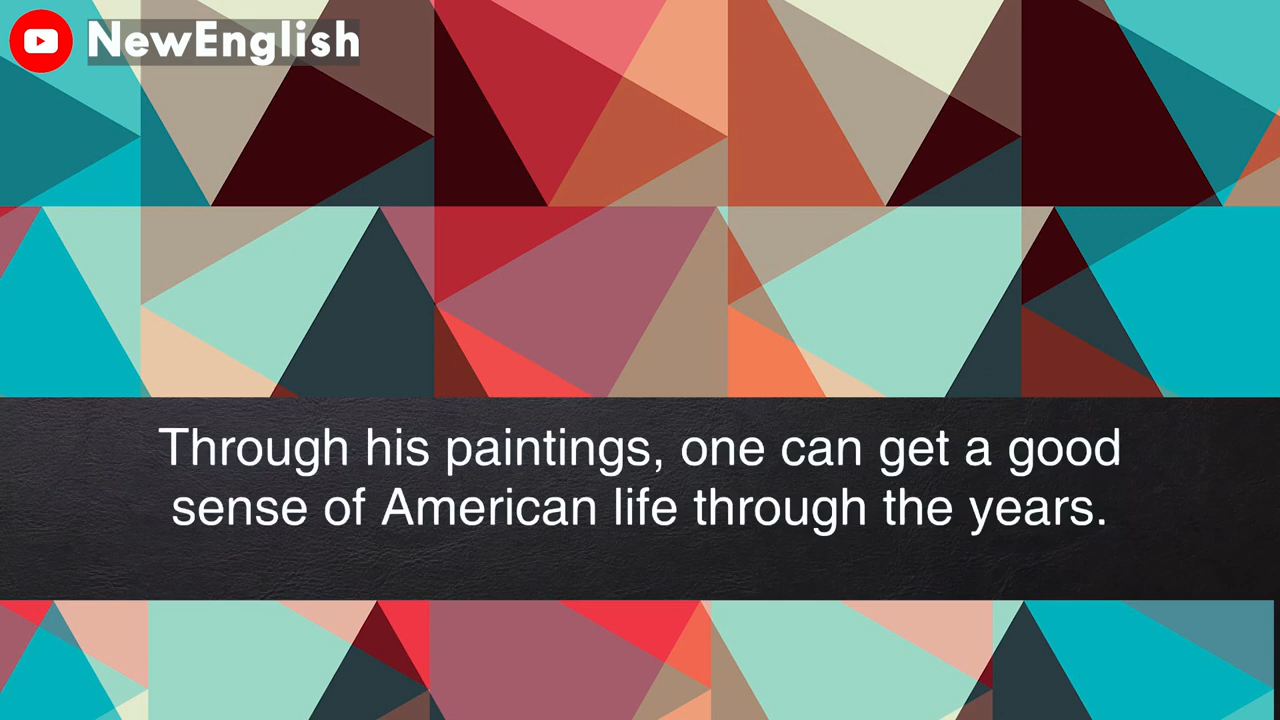 NewEnglish
Through his paintings, one can get a good
sense of American life through the years.